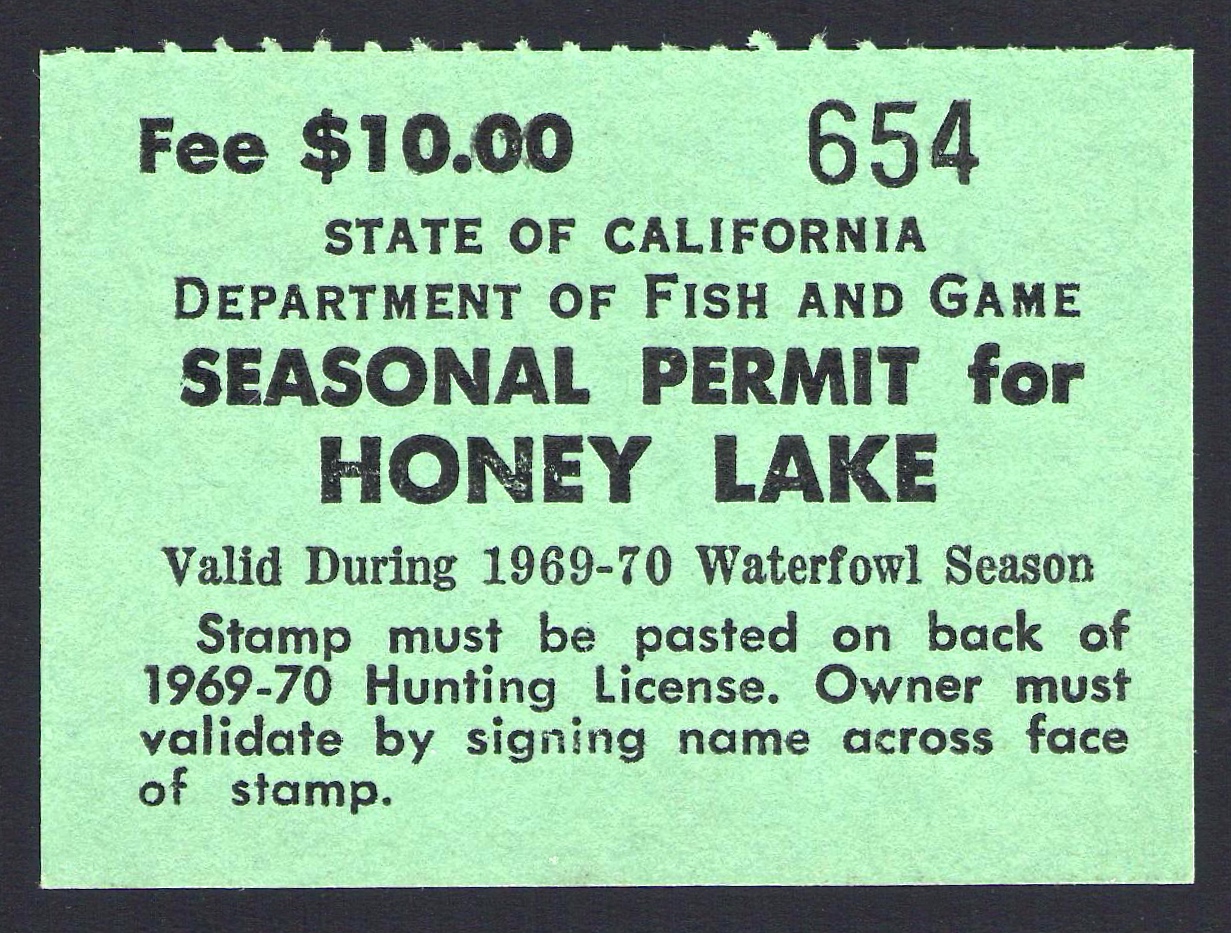 Fee $10.00 654
STATE OF CALIFORNIA
DEPARTMENT OF FISH AND GAME
SEASONAL PERMIT for
HONEY LAKE
Valid During 1969-70 Waterfowl Season
Stamp must be pasted on back of
1969-70 Hunting License. Owner must
validate by signing name across face
of stamp.